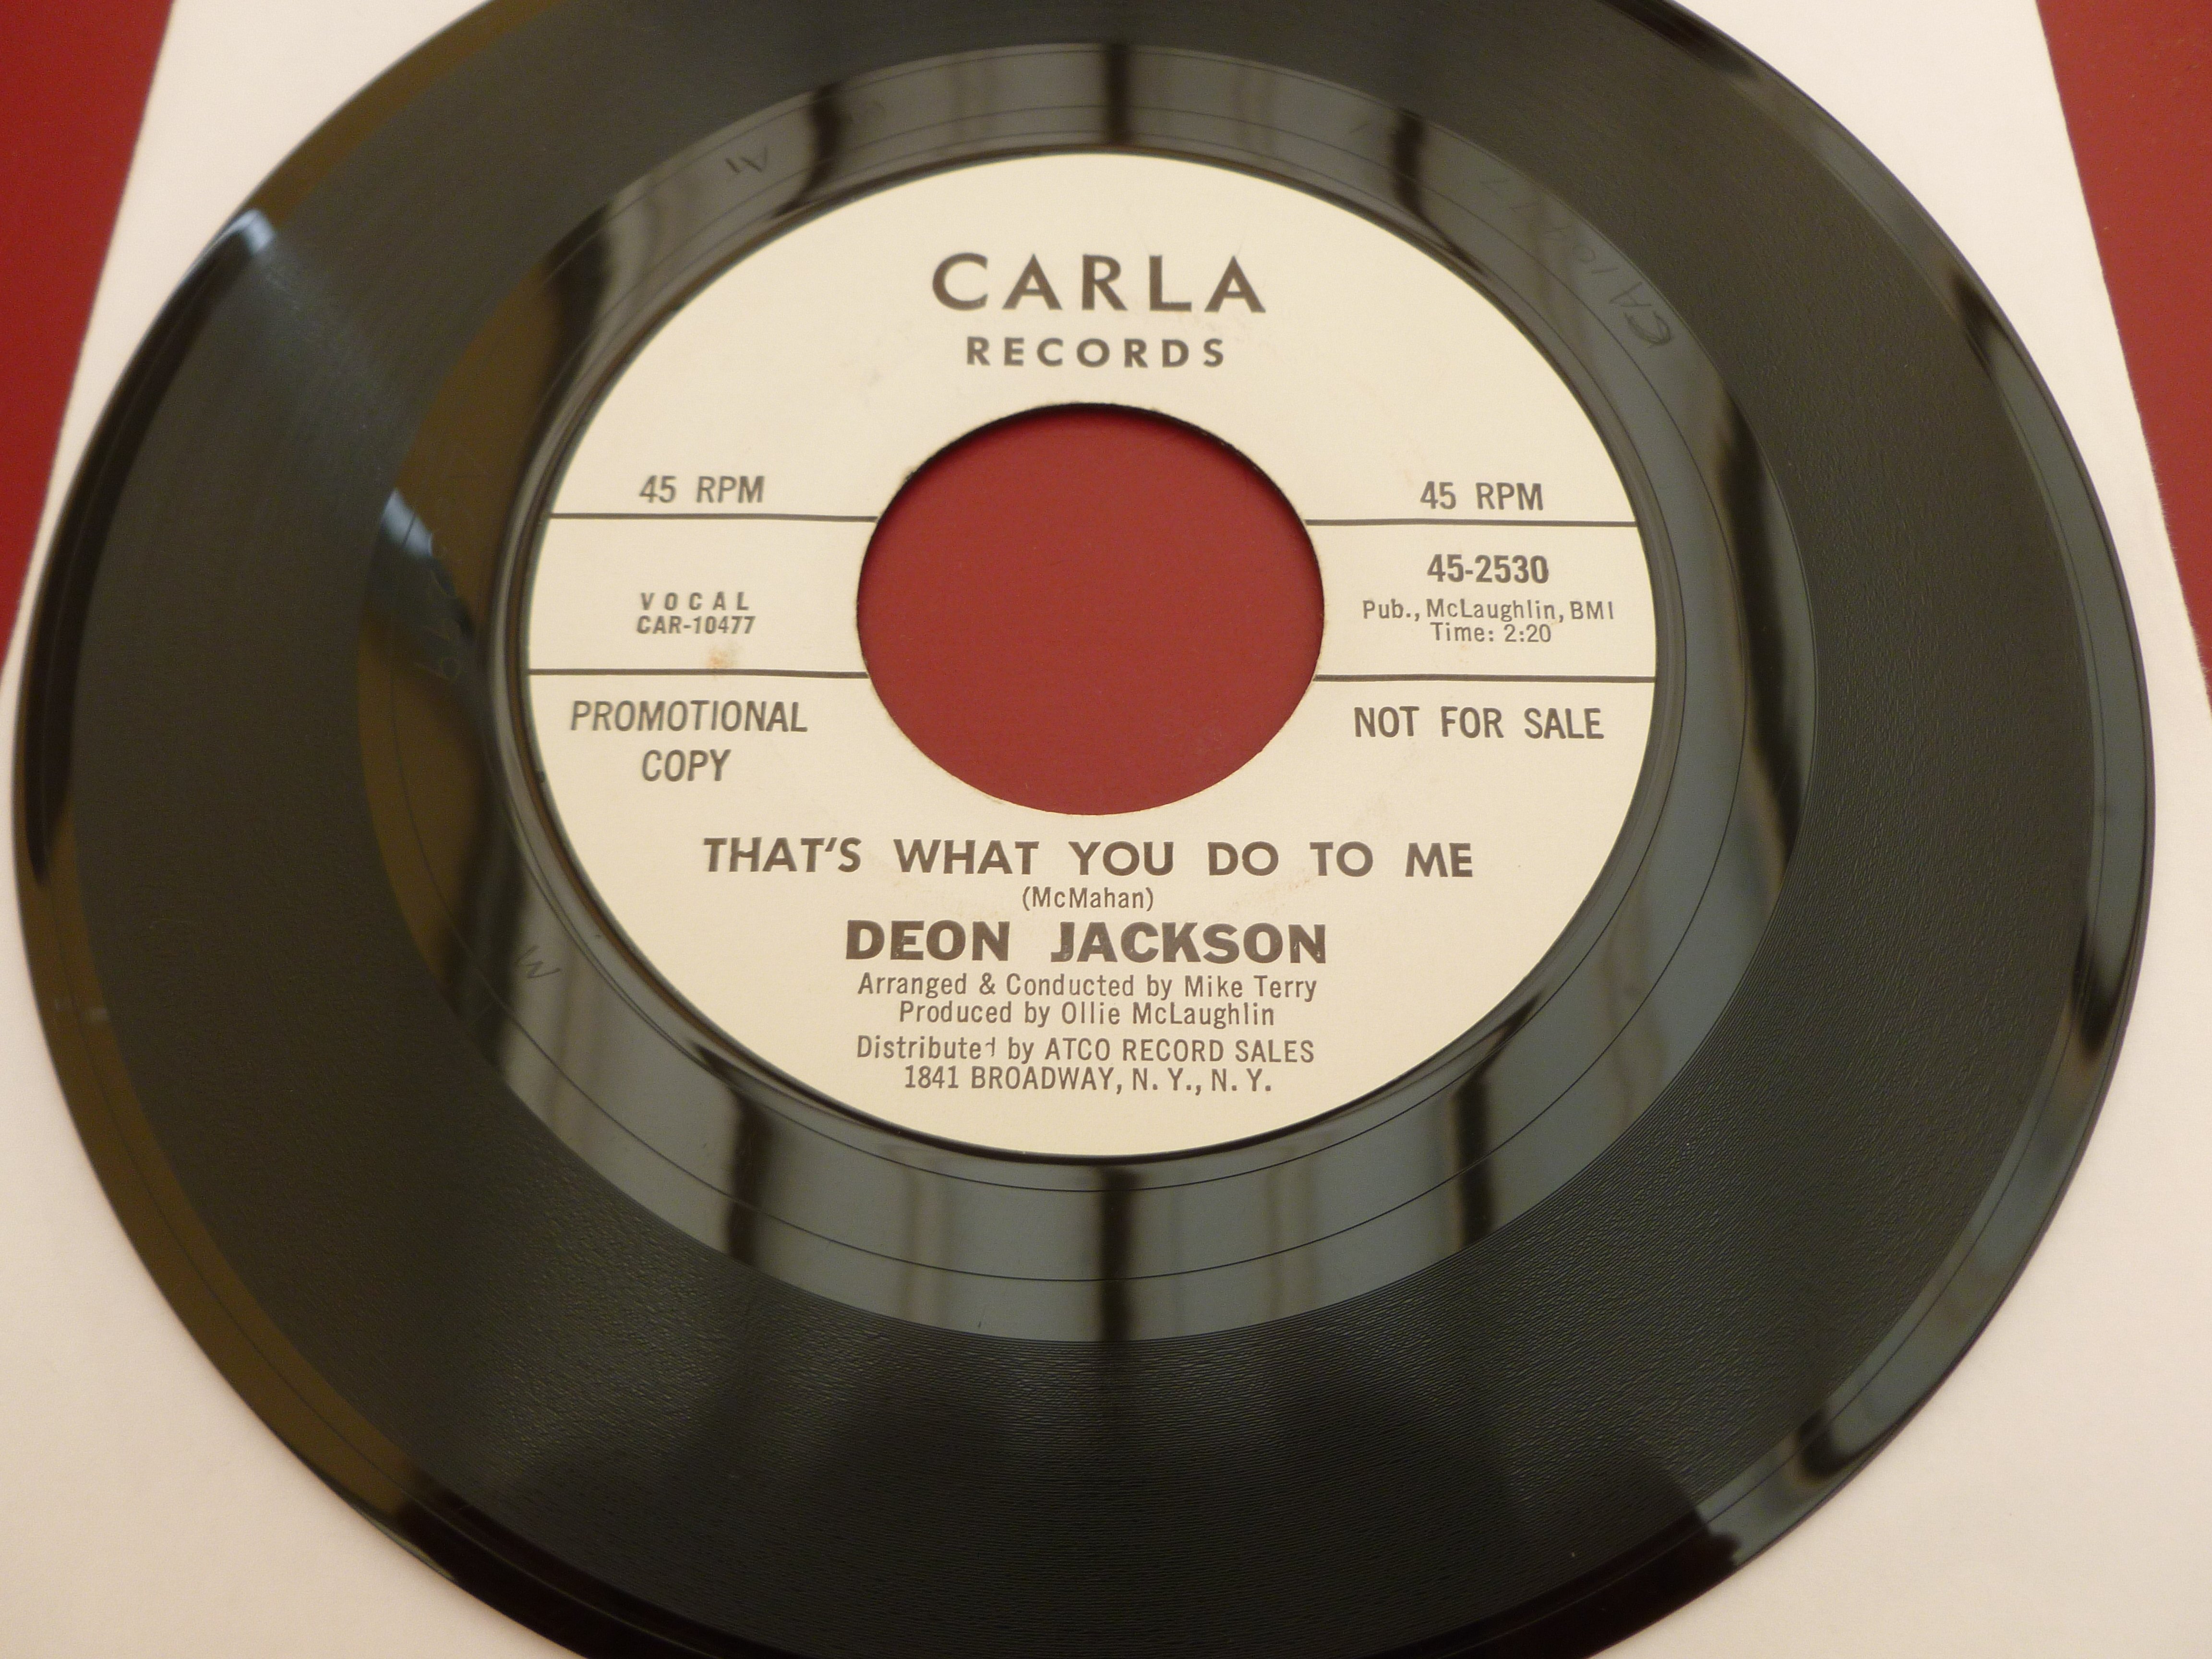 CARLA
RECORDS
45 RPM
45 RPM
VOCAL
CAR-10477
45-2530
Pub., McLaughlin, BMI
Time: 2:20
PROMOTIONAL
COPY
NOT FOR SALE
THAT'S WHAT YOU DO TO ME
(McMahan)
DEON JACKSON
Arranged & Conducted by Mike Terry
Produced by Ollie McLaughlin
Distributed by ATCO RECORD SALES
1841 BROADWAY, N. Y., N. Y.